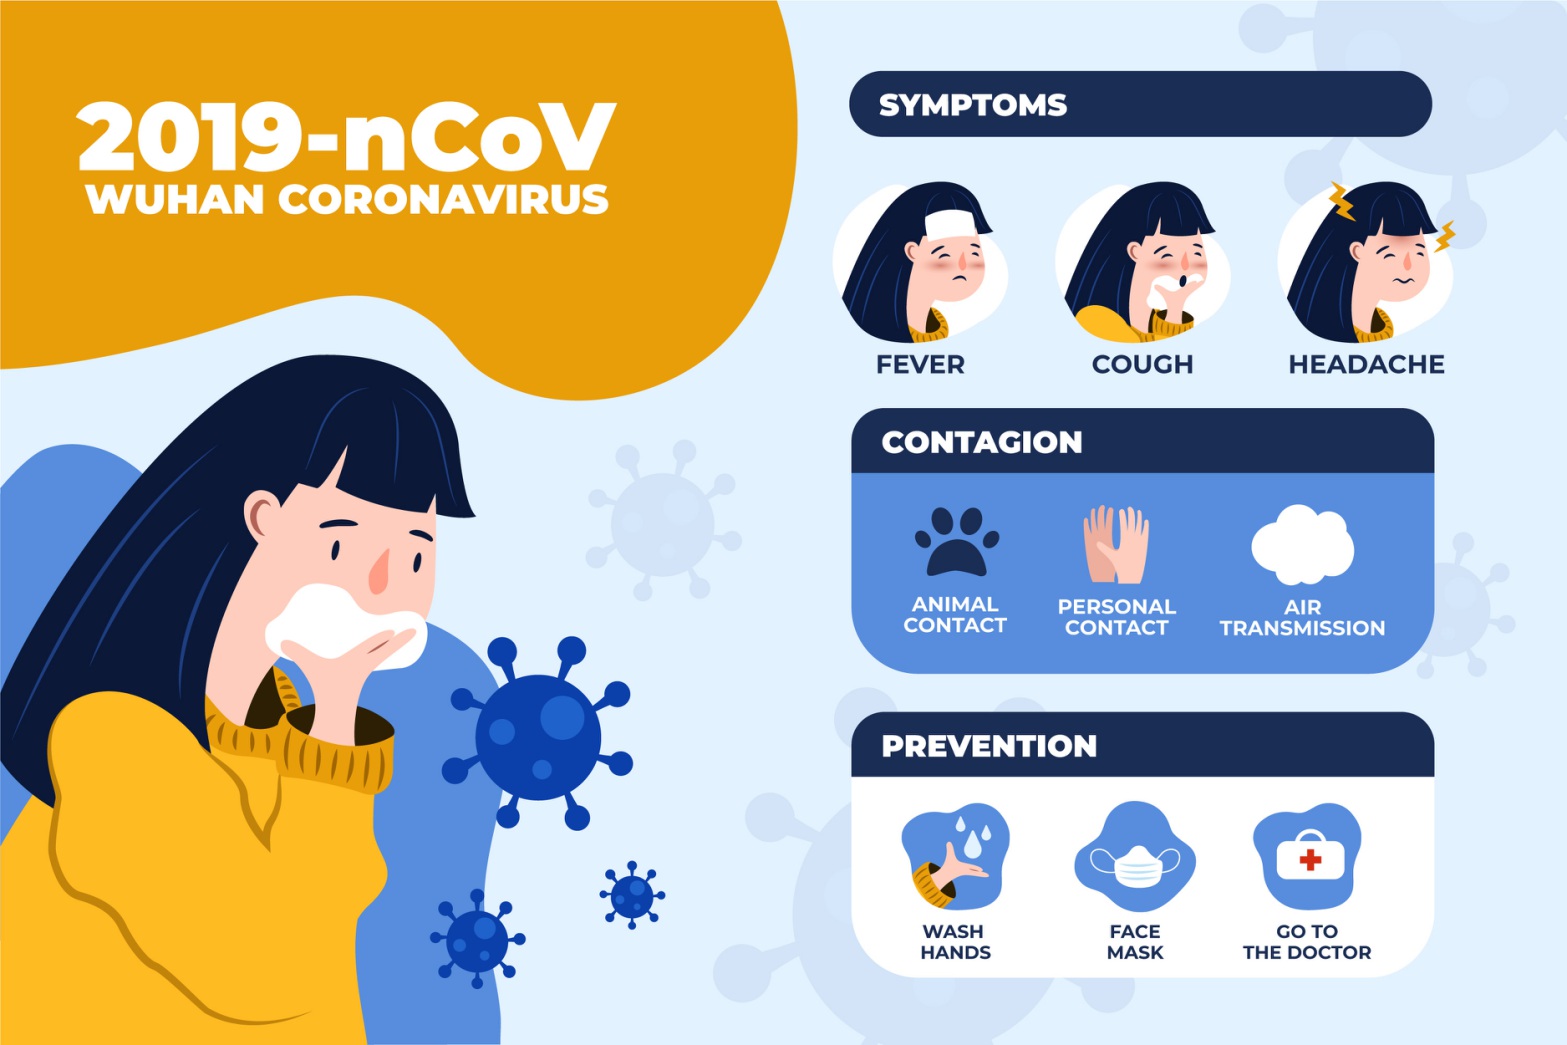 2019-nCoV
WUHAN CORONAVIRUS
SYMPTOMS
FEVER
COUGH
HEADACHE
CONTAGION
ANIMAL
CONTACT
PERSONAL
CONTACT
AIR
TRANSMISSION
PREVENTION
WASH
HANDS
FACE
MASK
GO TO
THE DOCTOR